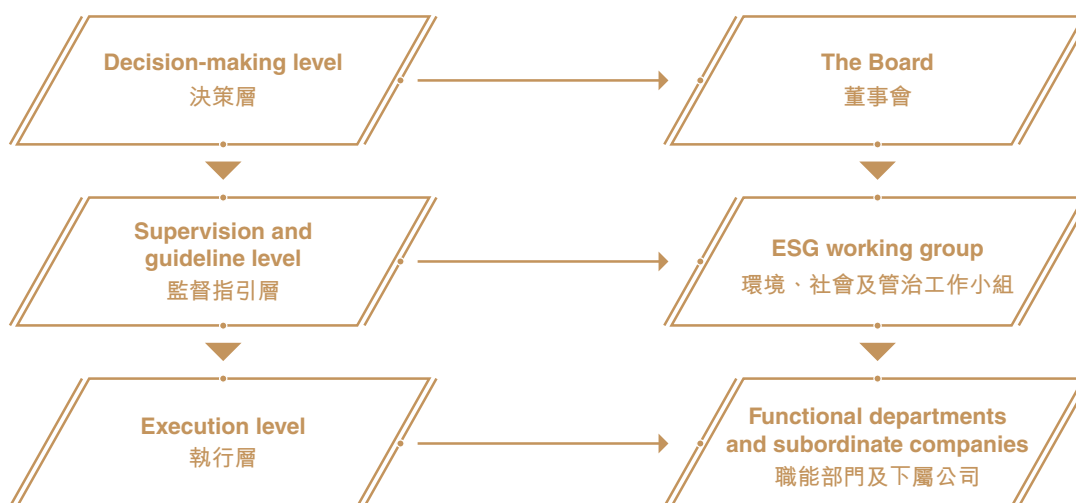 Decision-making level
決策層
The Board
董事會
Supervision and
guideline level
監督指引層
ESG working group
環境、社會及管治工作小組
Execution level
執行層
Functional departments
and subordinate companies
職能部門及下屬公司